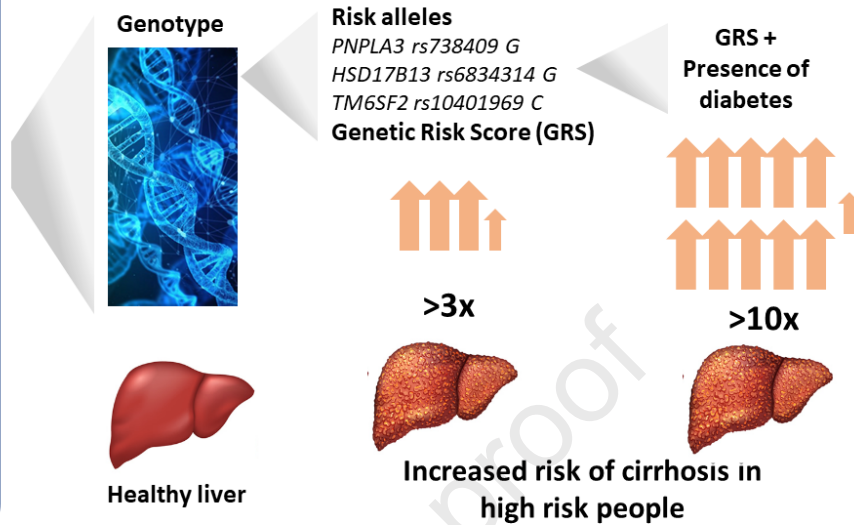 Genotype
Risk alleles
PNPLA3 rs738409 G
HSD17B13 rs6834314 G
TM6SF2 rs10401969 C
Genetic Risk Score (GRS)
GRS +
Presence of
diabetes
>3x
>10x
proof
Healthy liver
Increased risk of cirrhosis in
high risk people